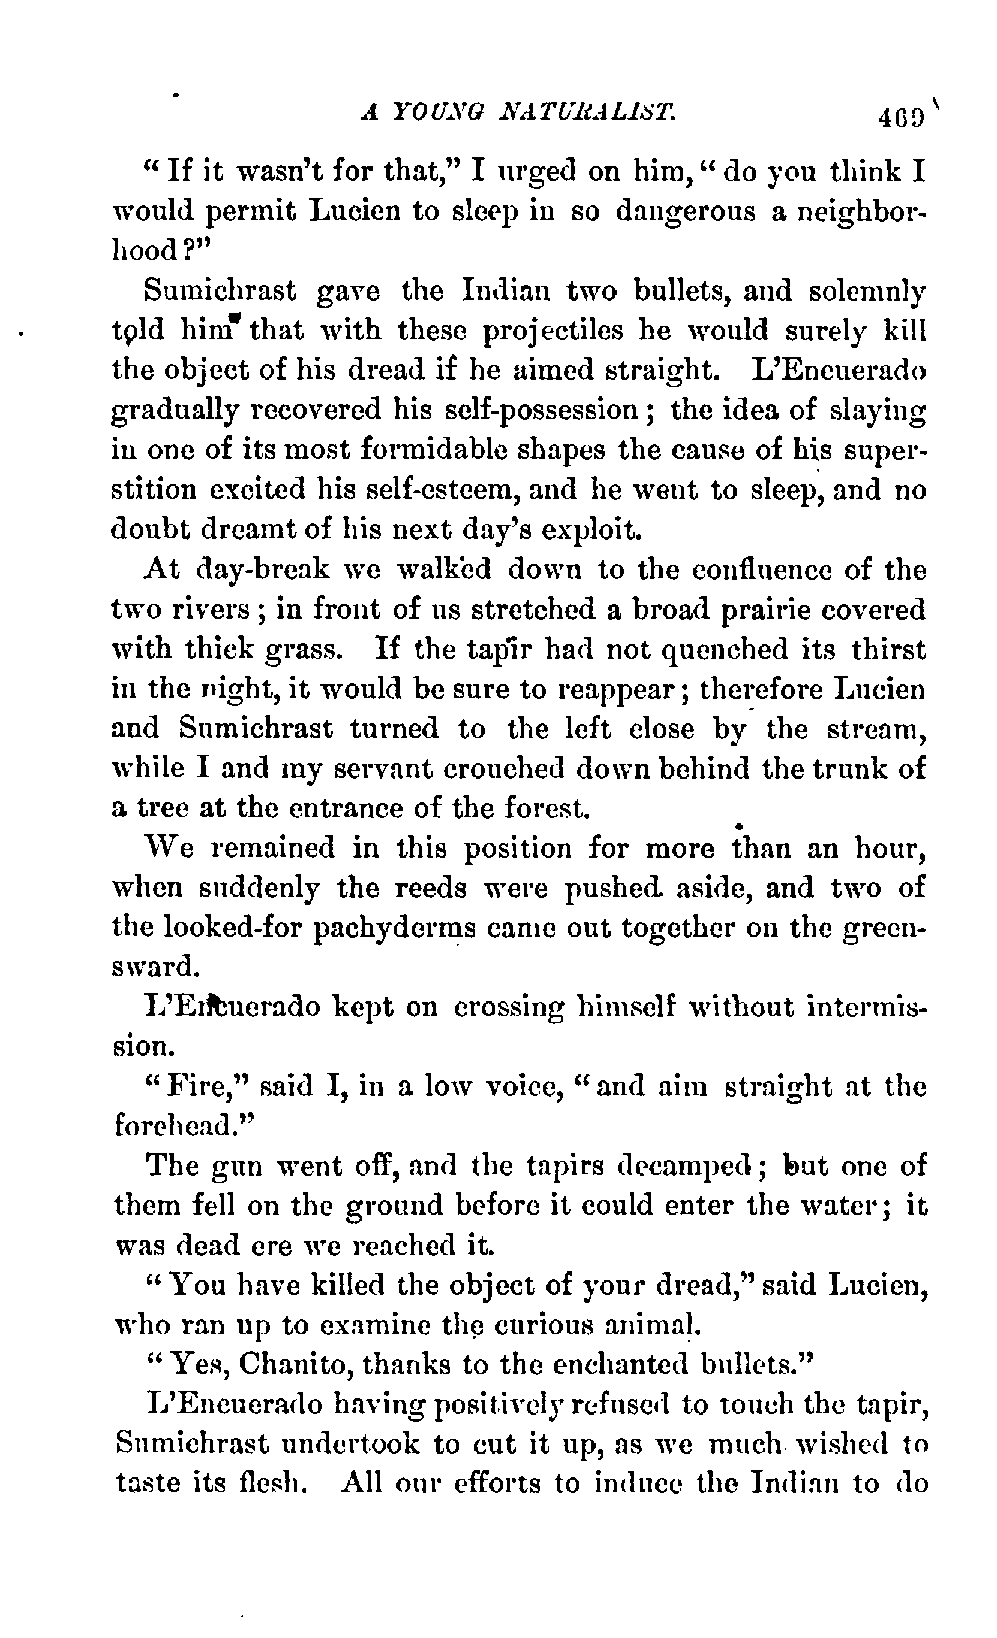 A YOUNG NATURALIST. 469
“If it wasn't for that,” I urged on him, “do you think I
would permit Lucien to sleep in so dangerous a neighbor-
hood?”
Sumichrast gave the Indian two bullets, and solemnly
told him that with these projectiles he would surely kill
the object of his dread if he aimed straight. L'Encuerado
gradually recovered his self-possession; the idea of slaying
in one of its most formidable shapes the cause of his super-
stition excited his self-esteem, and he went to sleep, and no
doubt dreamt of his next day's exploit.
At day-break we walked down to the confluence of the
two rivers; in front of us stretched a broad prairie covered
with thick grass. If the tapir had not quenched its thirst
in the night, it would be sure to reappear; therefore Lucien
and Sumichrast turned to the left close by the stream,
while I and my servant crouched down behind the trunk of
a tree at the entrance of the forest.
We remained in this position for more than an hour,
when suddenly the reeds were pushed aside, and two of
the looked-for pachyderms came out together on the green-
sward.
L'Encuerado kept on crossing himself without intermis-
sion.
“Fire,” said I, in a low voice, “and aim straight at the
forehead.”
The gun went off, and the tapirs decamped; but one of
them fell on the ground before it could enter the water; it
was dead ere we reached it.
“You have killed the object of your dread,” said Lucien,
who ran up to examine the curious animal.
“Yes, Chanito, thanks to the enchanted bullets.”
L'Encuerado having positively refused to touch the tapir,
Sumichrast undertook to cut it up, as we much wished to
taste its flesh. All our efforts to induce the Indian to do